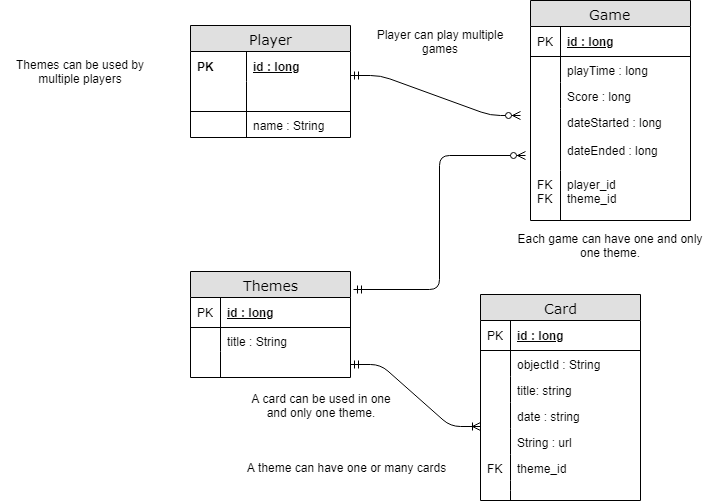 Themes can be used by
multiple players
Player
PK id : long
name : String
Player can play multiple
games
Game
PK id : long
playTime : long
Score : long
dateStarted : long
dateEnded : long
FK player_id
FK theme_id
Each game can have one and only
one theme.
Themes
PK id : long
title : String
A card can be used in one
and only one theme.
A theme can have one or many cards
Card
PK id : long
objectId : String
title: string
date : string
String : url
FK theme_id